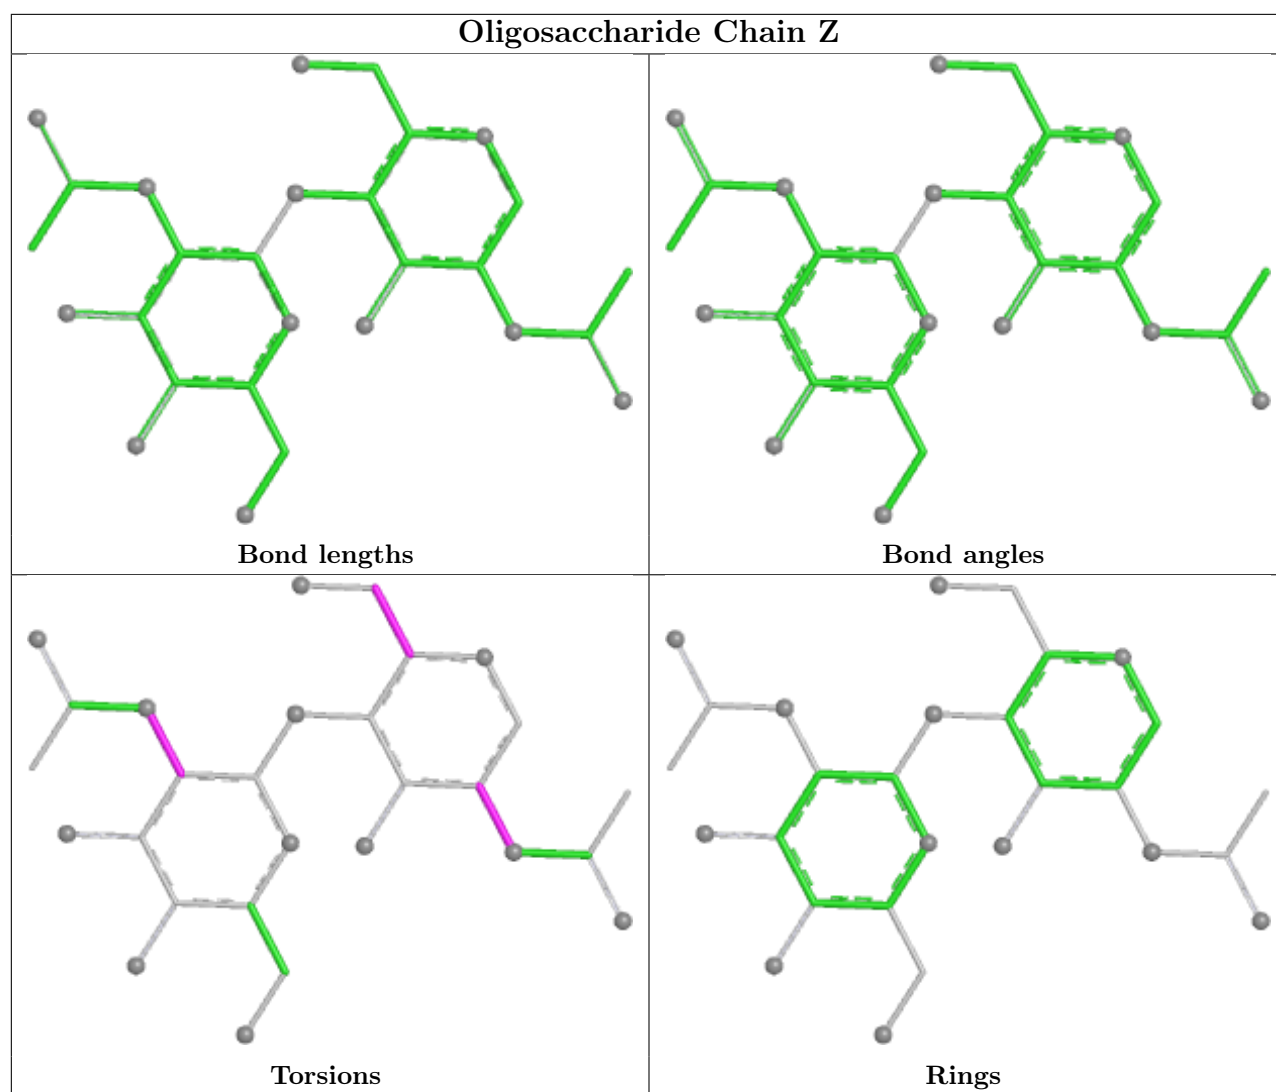 Oligosaccharide Chain Z
Bond lengths
Bond angles
Torsions
Rings